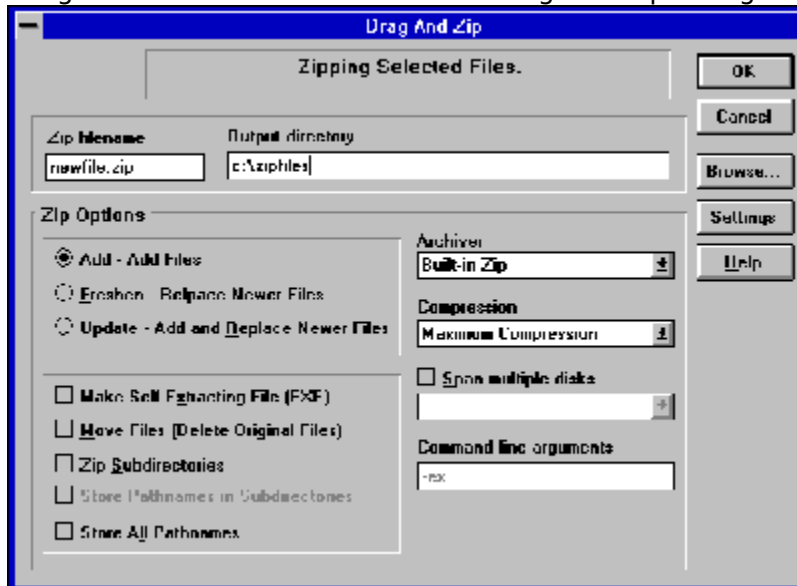 Drag And Zip
Zipping Selected Files.
OK
Cancel
Browse...
Settings
Help
Zip filename
Output directory
newfile.zip
c:\zipfiles
Zip Options
Add - Add Files
Freshen - Relpace Newer Files
Update - Add and Replace Newer Files
Archiver
Built-in Zip
Compression
Maximum Compression
Make Self Extracting File (EXE)
Move Files (Delete Original Files)
Zip Subdirectories
Store Pathnames in Subdirectories
Store All Pathnames
Span multiple disks
Command line arguments